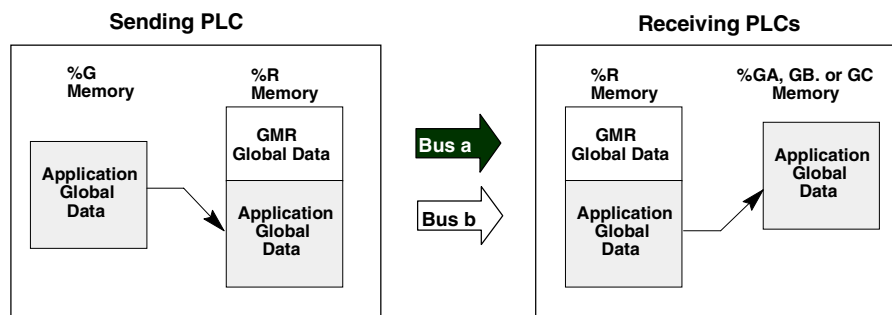 Sending PLC
%G
Memory
%R
Memory
Application
Global
Data
GMR
Global Data
Application
Global
Data
Bus a
Bus b
Receiving PLCs
%R
Memory
%GA, GB. or GC
Memory
GMR
Global Data
Application
Global
Data
Application
Global
Data